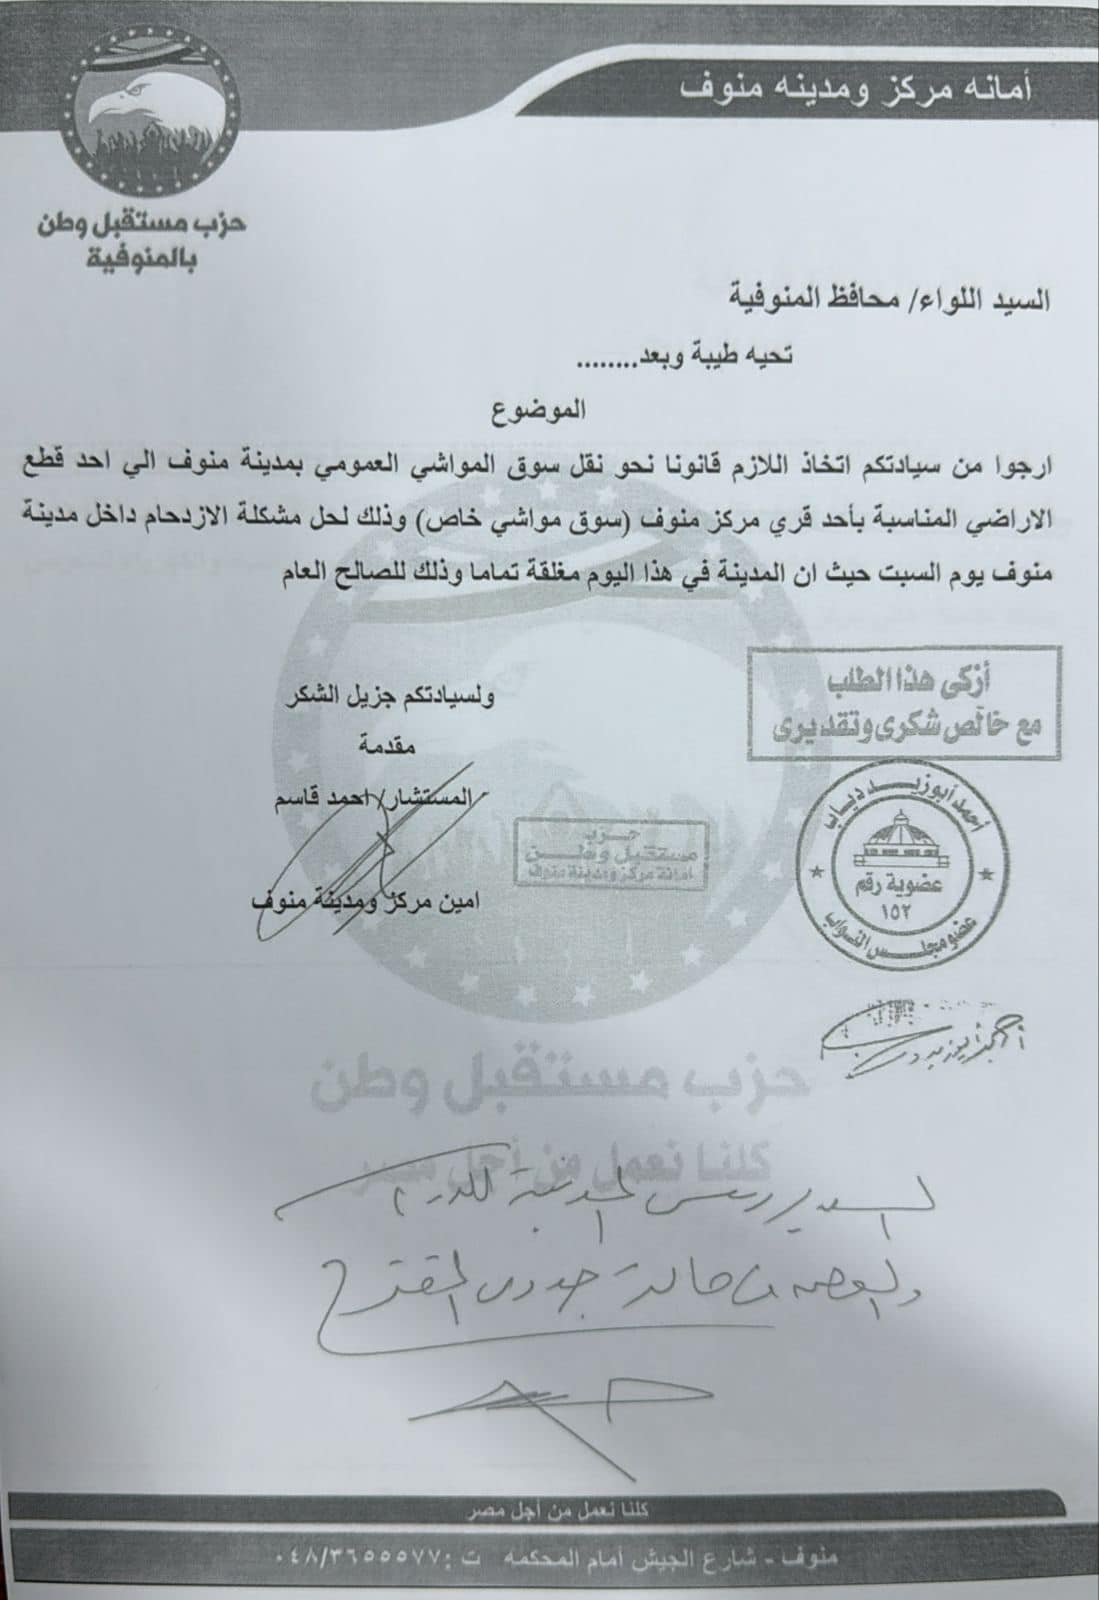 أمانه مركز ومدينه منوف
حزب مستقبل وطن
بالمنوفية
السيد اللواء/ محافظ المنوفية
تحيه طيبة وبعد........
الموضوع
ارجوا من سيادتكم اتخاذ اللازم قانونا نحو نقل سوق المواشي العمومي بمدينة منوف الي احد قطع
الاراضي المناسبة بأحد قري مركز منوف (سوق مواشي خاص) وذلك لحل مشكلة الازدحام داخل مدينة
منوف يوم السبت حيث ان المدينة في هذا اليوم مغلقة تماما وذلك للصالح العام
أزكى هذا الطلب
مع خالص شكرى وتقديرى
ولسيادتكم جزيل الشكر
مقدمة
المستشار/ احمد قاسم
امين مركز ومدينة منوف
حزب
مستقبل وطن
امانة مركز ومدينة منوف
أحمد أبوزيد دياب
عضوية رقم
١٥٢
عضو مجلس النواب
حزب مستقبل وطن
كلنا نعمل من أجل مصر
السيد رئيس المدينة للدراسة
والعرض حالة جدوى المقترح
كلنا نعمل من أجل مصر
منوف - شارع الجيش أمام المحكمه ت :٠٤٨/٣٦٥٥٥٧٧